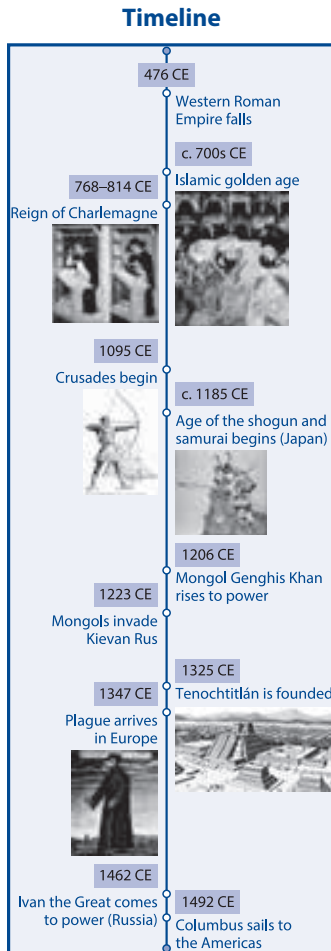 Timeline
476 CE
Western Roman
Empire falls
c. 700s CE
Islamic golden age
768–814 CE
Reign of Charlemagne
1095 CE
Crusades begin
c. 1185 CE
Age of the shogun and
samurai begins (Japan)
1206 CE
Mongol Genghis Khan
rises to power
1223 CE
Mongols invade
Kievan Rus
1325 CE
Tenochtitlán is founded
1347 CE
Plague arrives
in Europe
1462 CE
Ivan the Great comes
to power (Russia)
1492 CE
Columbus sails to
the Americas